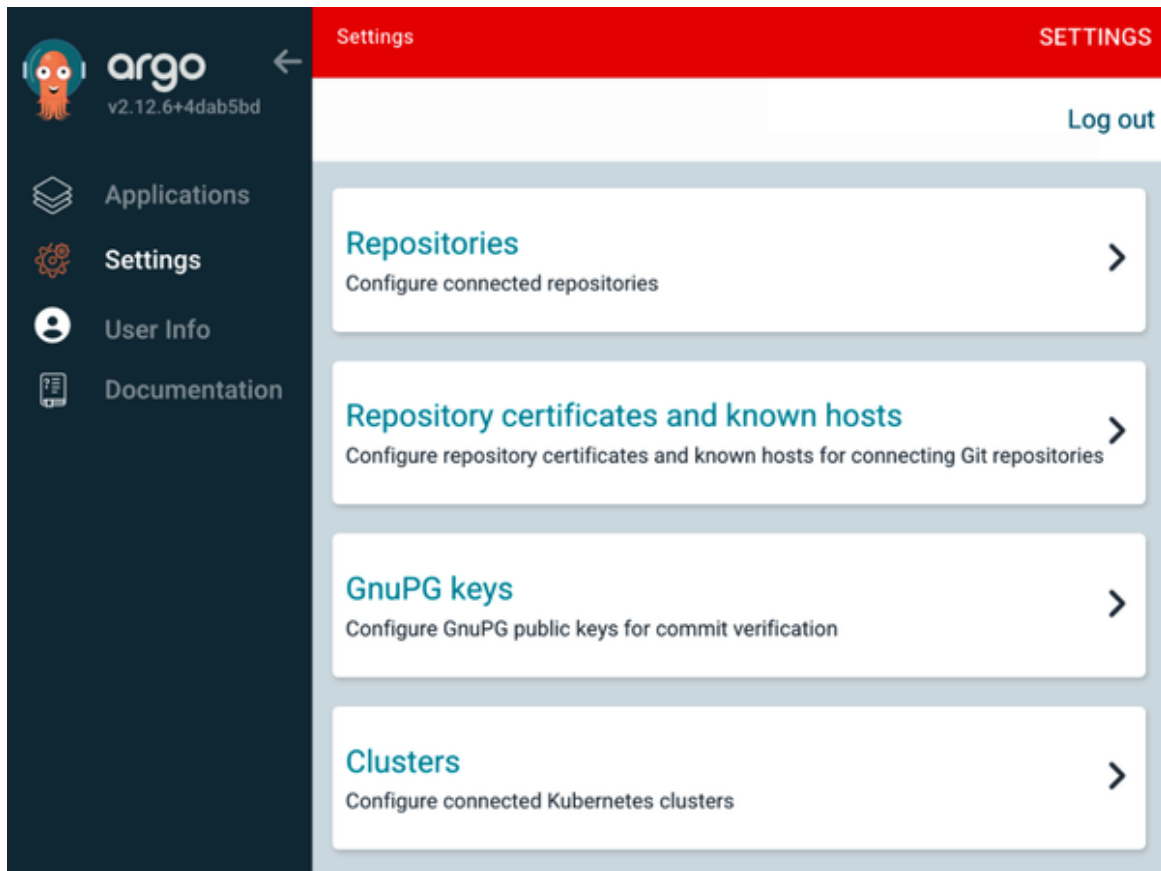 argo
v2.12.6+4dab5bd
Applications
Settings
User Info
Documentation
Settings
SETTINGS
Log out
Repositories
Configure connected repositories
Repository certificates and known hosts
Configure repository certificates and known hosts for connecting Git repositories
GnuPG keys
Configure GnuPG public keys for commit verification
Clusters
Configure connected Kubernetes clusters